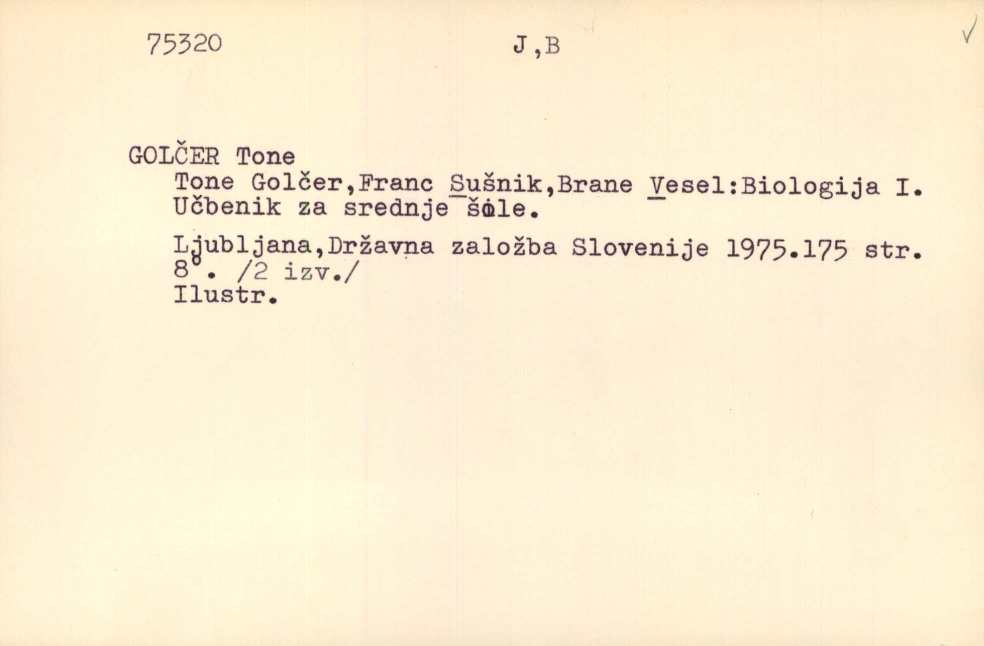 75320 J,B
GOLČER Tone
Tone Golčer,Franc Sušnik,Brane Vesel:Biologija I.
Učbenik za srednje šole.
Ljubljana,Državna založba Slovenije 1975.175 str.
8°. /2 izv./
Ilustr.